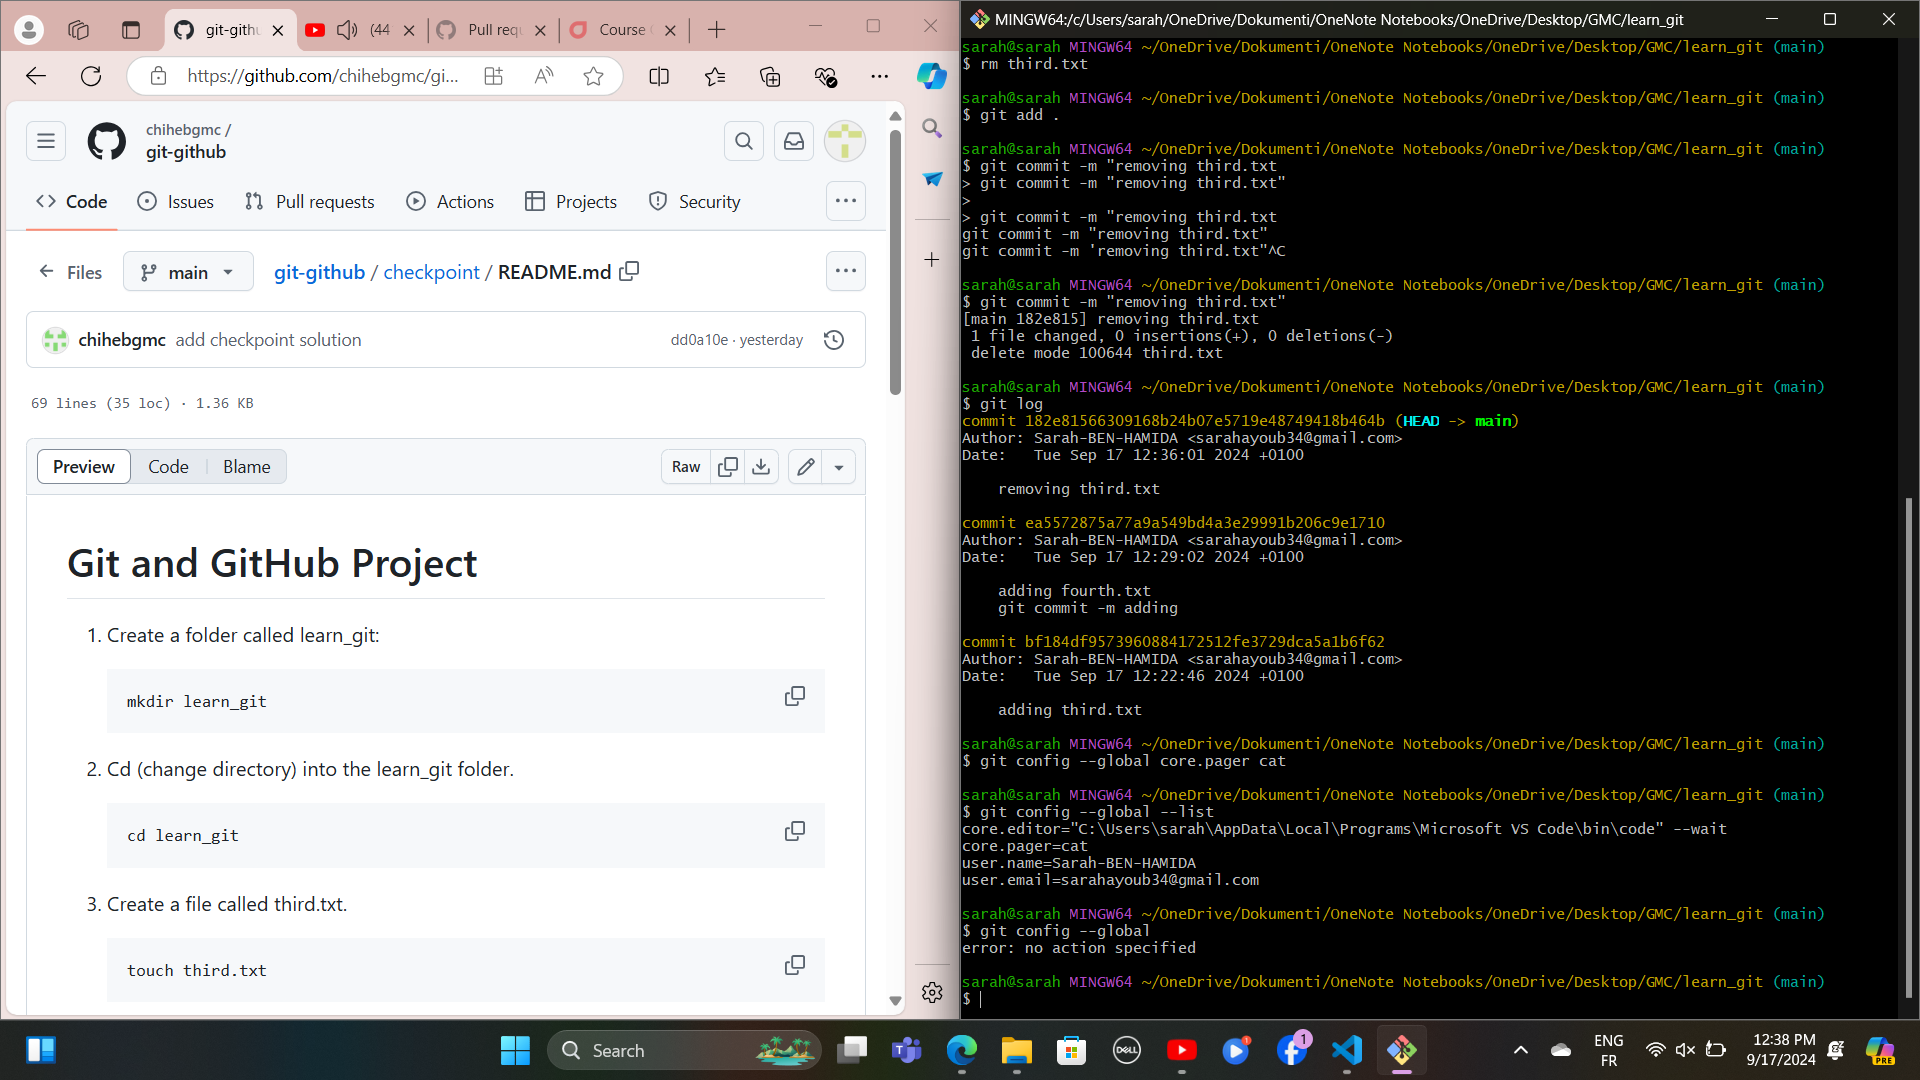 git-gith
(44
Pull req
Course
https://github.com/chihebgmc/gi...
chihebgmc /
git-github
Code
Issues
Pull requests
Actions
Projects
Security
Files
main
git-github / checkpoint / README.md
chihebgmc add checkpoint solution
dd0a10e · yesterday
69 lines (35 loc) · 1.36 KB
Preview
Code
Blame
Raw
Git and GitHub Project
1. Create a folder called learn_git:
mkdir learn_git
2. Cd (change directory) into the learn_git folder.
cd learn_git
3. Create a file called third.txt.
touch third.txt
MINGW64:/c/Users/sarah/OneDrive/Dokumenti/OneNote Notebooks/OneDrive/Desktop/GMC/learn_git
sarah@sarah MINGW64 ~/OneDrive/Dokumenti/OneNote Notebooks/OneDrive/Desktop/GMC/learn_git (main)
$ rm third.txt
sarah@sarah MINGW64 ~/OneDrive/Dokumenti/OneNote Notebooks/OneDrive/Desktop/GMC/learn_git (main)
$ git add .
sarah@sarah MINGW64 ~/OneDrive/Dokumenti/OneNote Notebooks/OneDrive/Desktop/GMC/learn_git (main)
$ git commit -m "removing third.txt
> git commit -m "removing third.txt"
>
> git commit -m "removing third.txt
git commit -m "removing third.txt"
git commit -m 'removing third.txt"^C
sarah@sarah MINGW64 ~/OneDrive/Dokumenti/OneNote Notebooks/OneDrive/Desktop/GMC/learn_git (main)
$ git commit -m "removing third.txt"
[main 182e815] removing third.txt
1 file changed, 0 insertions(+), 0 deletions(-)
delete mode 100644 third.txt
sarah@sarah MINGW64 ~/OneDrive/Dokumenti/OneNote Notebooks/OneDrive/Desktop/GMC/learn_git (main)
$ git log
commit 182e81566309168b24b07e5719e48749418b464b (HEAD -> main)
Author: Sarah-BEN-HAMIDA <sarahayoub34@gmail.com>
Date: Tue Sep 17 12:36:01 2024 +0100
removing third.txt
commit ea5572875a77a9a549bd4a3e29991b206c9e1710
Author: Sarah-BEN-HAMIDA <sarahayoub34@gmail.com>
Date: Tue Sep 17 12:29:02 2024 +0100
adding fourth.txt
git commit -m adding
commit bf184df9573960884172512fe3729dca5a1b6f62
Author: Sarah-BEN-HAMIDA <sarahayoub34@gmail.com>
Date: Tue Sep 17 12:22:46 2024 +0100
adding third.txt
sarah@sarah MINGW64 ~/OneDrive/Dokumenti/OneNote Notebooks/OneDrive/Desktop/GMC/learn_git (main)
$ git config --global core.pager cat
sarah@sarah MINGW64 ~/OneDrive/Dokumenti/OneNote Notebooks/OneDrive/Desktop/GMC/learn_git (main)
$ git config --global --list
core.editor="C:\Users\sarah\AppData\Local\Programs\Microsoft VS Code\bin\code" --wait
core.pager=cat
user.name=Sarah-BEN-HAMIDA
user.email=sarahayoub34@gmail.com
sarah@sarah MINGW64 ~/OneDrive/Dokumenti/OneNote Notebooks/OneDrive/Desktop/GMC/learn_git (main)
$ git config --global
error: no action specified
sarah@sarah MINGW64 ~/OneDrive/Dokumenti/OneNote Notebooks/OneDrive/Desktop/GMC/learn_git (main)
$
Search
DELL
1
ENG
FR
12:38 PM
9/17/2024
PRE